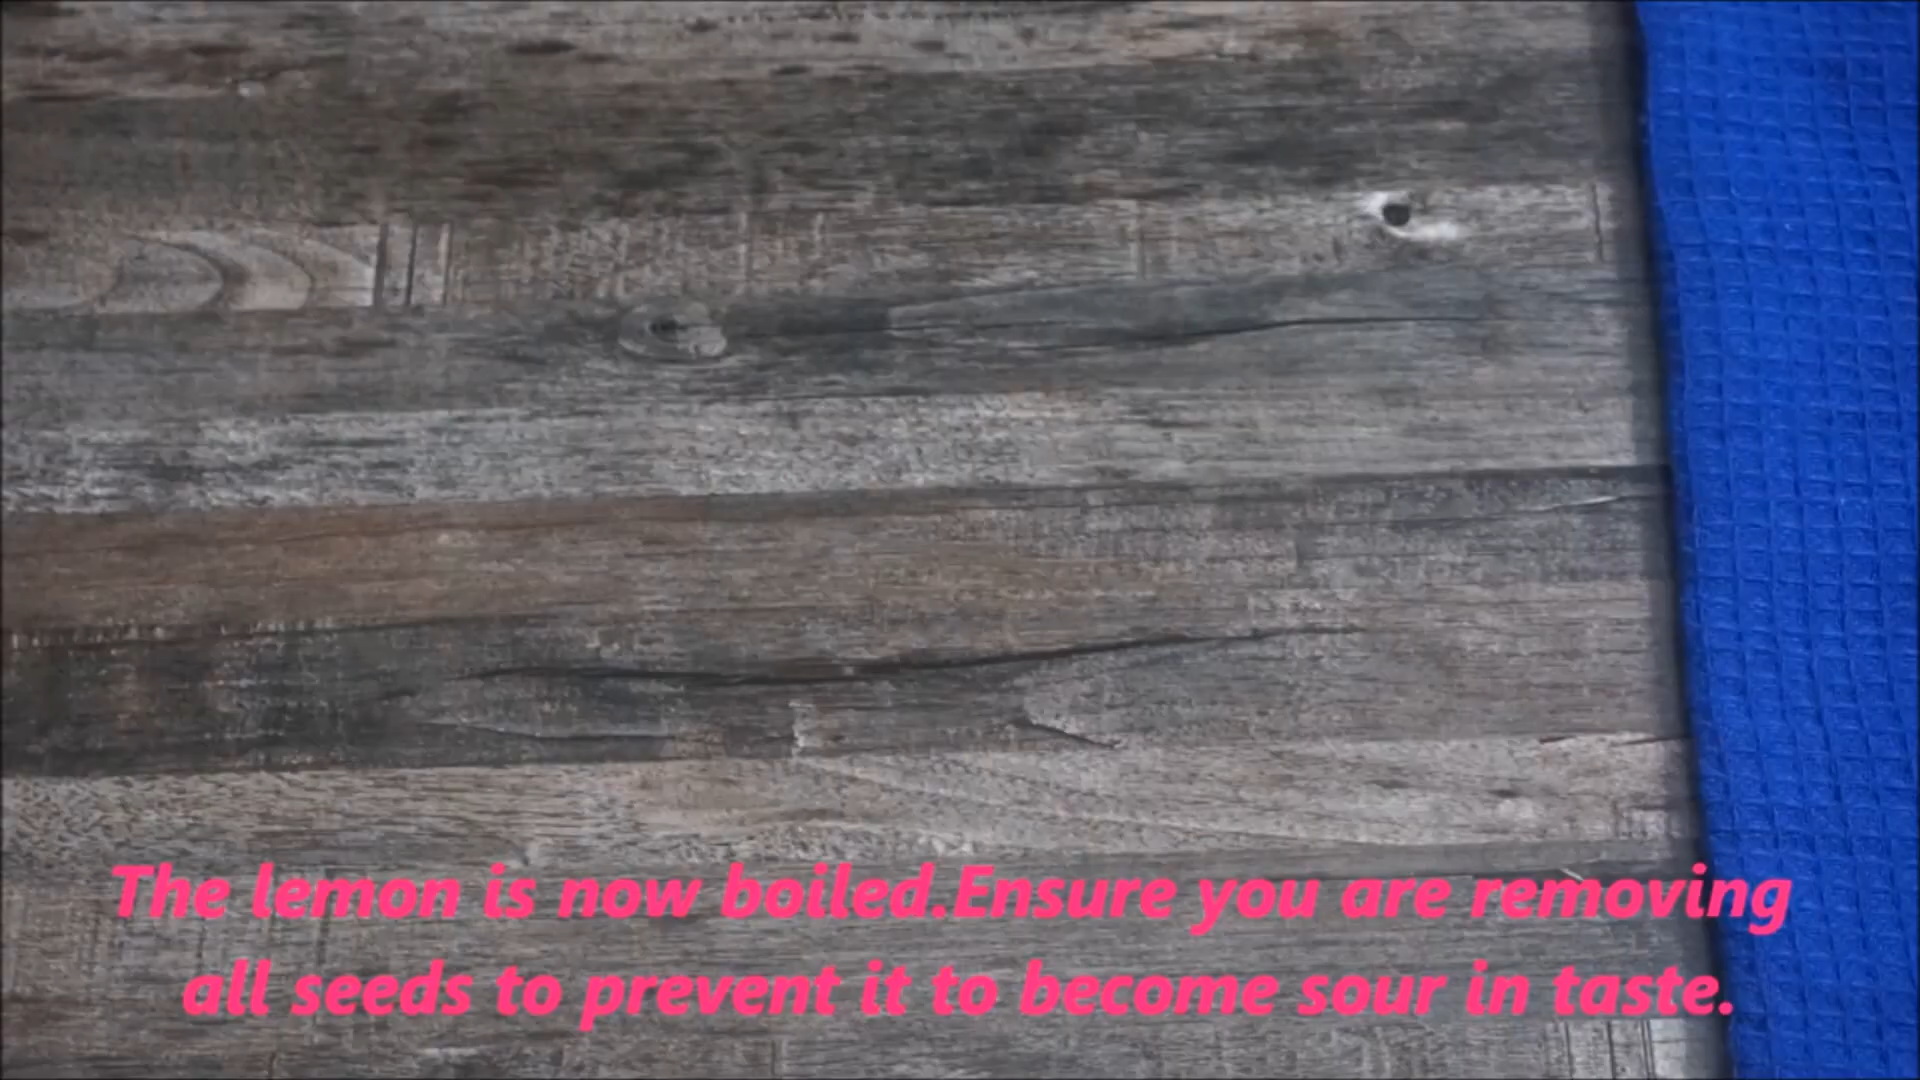 The lemon is now boiled.Ensure you are removing
all seeds to prevent it to become sour in taste.